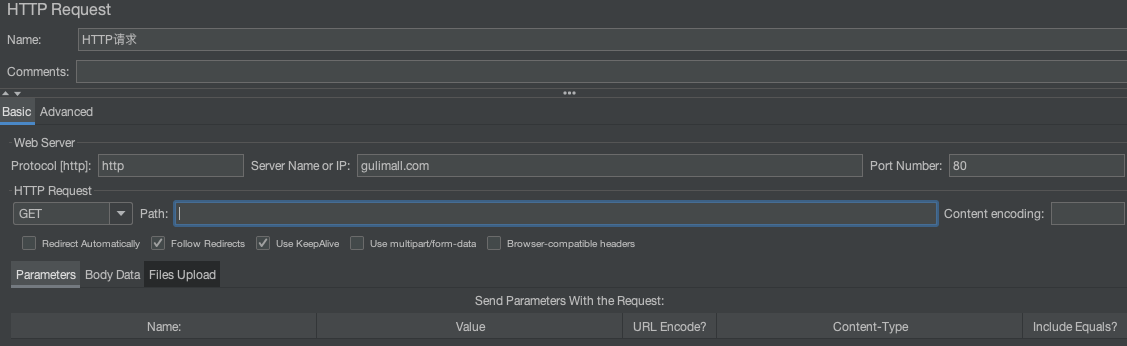 HTTP Request
Name: HTTP请求
Comments:
Basic Advanced
Web Server
Protocol [http]: http Server Name or IP: gulimall.com Port Number: 80
HTTP Request
GET Path: Content encoding:
Redirect Automatically Follow Redirects Use KeepAlive Use multipart/form-data Browser-compatible headers
Parameters Body Data Files Upload
Send Parameters With the Request:
Name: Value URL Encode? Content-Type Include Equals?